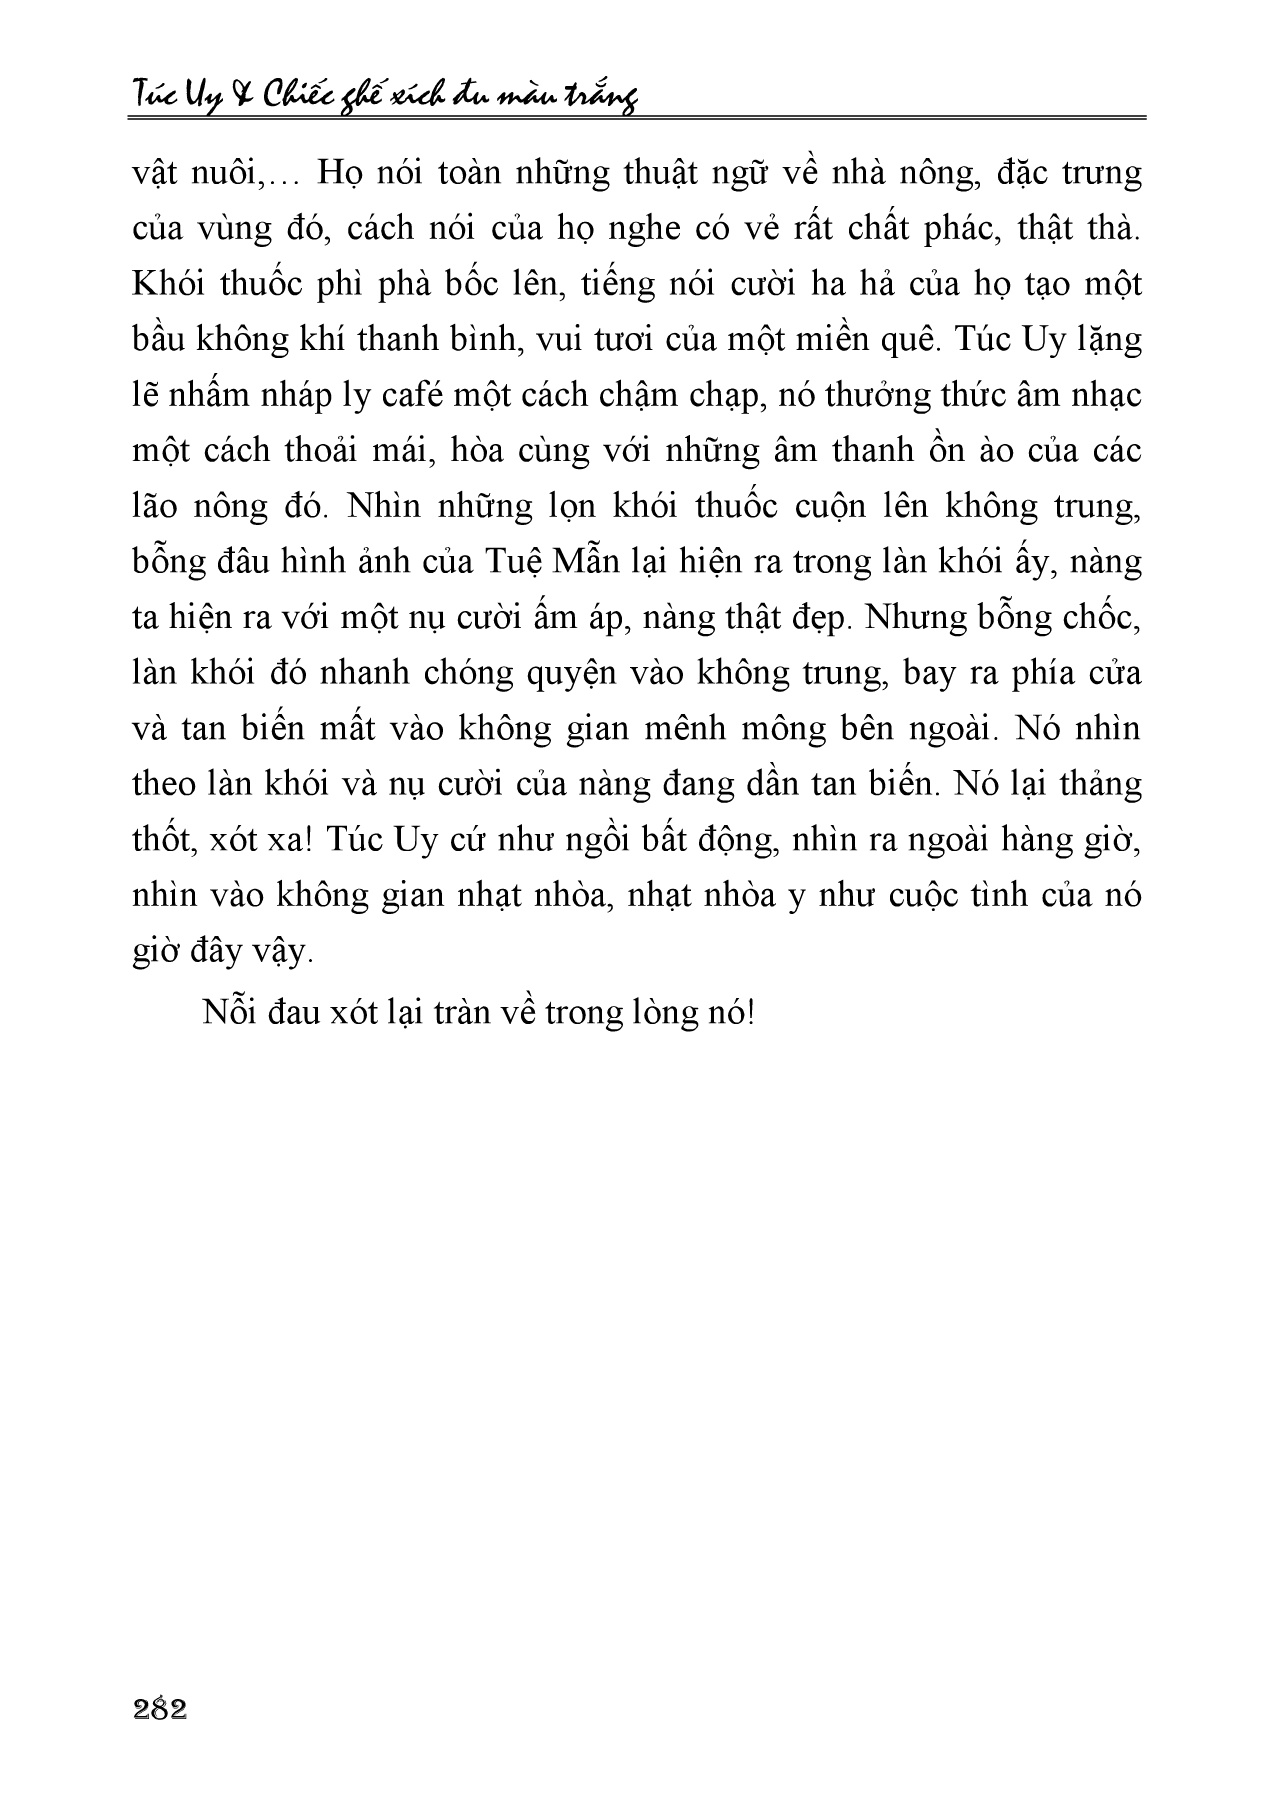 Túc Uy & Chiếc ghế xích đu màu trắng
vật nuôi,… Họ nói toàn những thuật ngữ về nhà nông, đặc trưng
của vùng đó, cách nói của họ nghe có vẻ rất chất phác, thật thà.
Khói thuốc phì phà bốc lên, tiếng nói cười ha hả của họ tạo một
bầu không khí thanh bình, vui tươi của một miền quê. Túc Uy lặng
lẽ nhấm nháp ly café một cách chậm chạp, nó thưởng thức âm nhạc
một cách thoải mái, hòa cùng với những âm thanh ồn ào của các
lão nông đó. Nhìn những lọn khói thuốc cuộn lên không trung,
bỗng đâu hình ảnh của Tuệ Mẫn lại hiện ra trong làn khói ấy, nàng
ta hiện ra với một nụ cười ấm áp, nàng thật đẹp. Nhưng bỗng chốc,
làn khói đó nhanh chóng quyện vào không trung, bay ra phía cửa
và tan biến mất vào không gian mênh mông bên ngoài. Nó nhìn
theo làn khói và nụ cười của nàng đang dần tan biến. Nó lại thảng
thốt, xót xa! Túc Uy cứ như ngồi bất động, nhìn ra ngoài hàng giờ,
nhìn vào không gian nhạt nhòa, nhạt nhòa y như cuộc tình của nó
giờ đây vậy.
Nỗi đau xót lại tràn về trong lòng nó!
282